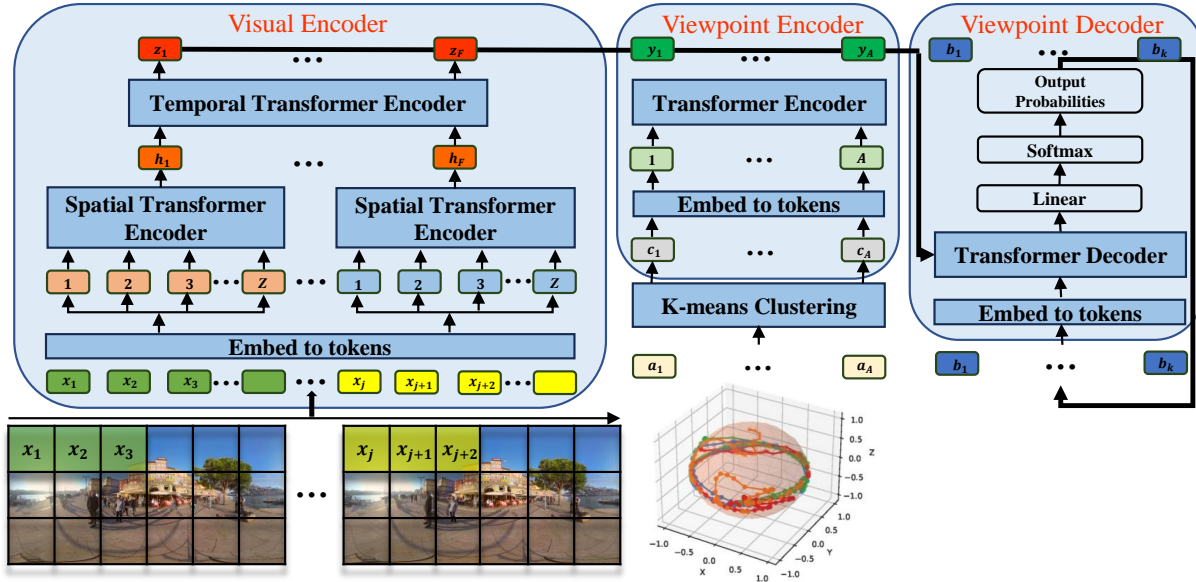 Visual Encoder
z1 ... zF
Temporal Transformer Encoder
h1 ... hF
Spatial Transformer
Encoder
Spatial Transformer
Encoder
1 2 3 ... Z ... 1 2 3 ... Z
Embed to tokens
x1 x2 x3 ... ... xj xj+1 xj+2 ...
x1 x2 x3
...
xj xj+1 xj+2
Viewpoint Encoder
y1 ... yA
Transformer Encoder
1 ... A
Embed to tokens
c1 ... cA
K-means Clustering
a1 ... aA
1.0
0.5
0.0
−0.5
−1.0
Z
−1.0
−0.5
0.0
0.5
1.0
X
−1.0
−0.5
0.0
0.5
1.0
Y
Viewpoint Decoder
b1 ... bk
Output
Probabilities
Softmax
Linear
Transformer Decoder
Embed to tokens
b1 ... bk